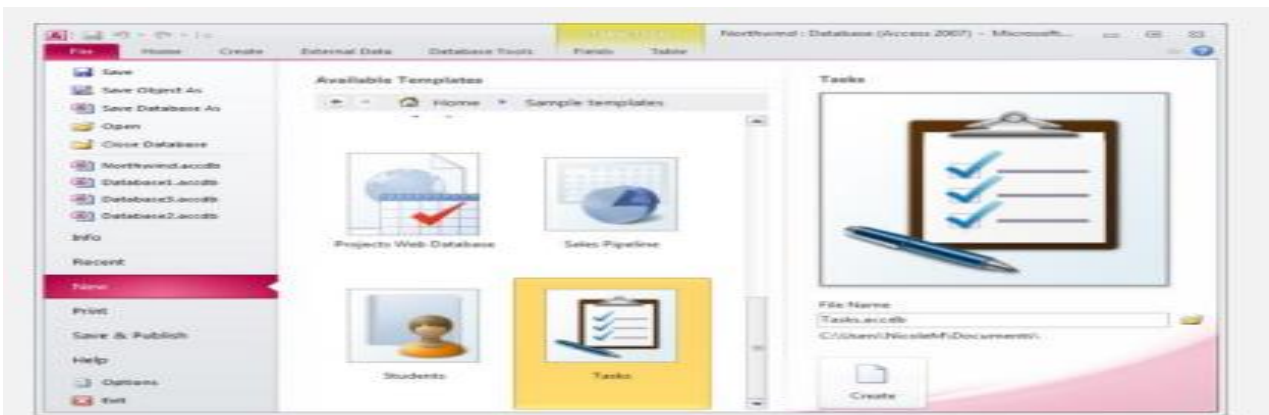 Northwind : Database (Access 2007) - Microsoft...
File Home Create External Data Database Tools Fields Table
Save
Save Object As
Save Database As
Open
Close Database
Northwind.accdb
Database1.accdb
Database3.accdb
Database2.accdb
Info
Recent
New
Print
Save & Publish
Help
Options
Exit
Available Templates
Home Sample templates
Projects Web Database
Sales Pipeline
Students
Tasks
Tasks
File Name
Tasks.accdb
C:\Users\NicoleM\Documents\
Create